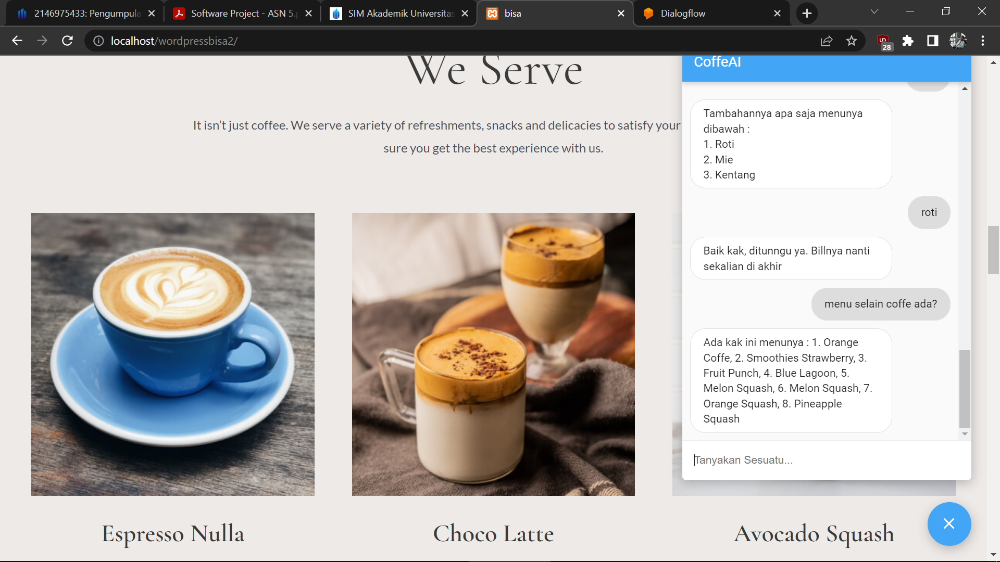 2146975433: Pengumpula
Software Project - ASN 5.p
SIM Akademik Universitas
bisa
Dialogflow
localhost/wordpressbisa2/
28
We Serve
It isn’t just coffee. We serve a variety of refreshments, snacks and delicacies to satisfy your
sure you get the best experience with us.
Espresso Nulla
Choco Latte
Avocado Squash
CoffeAI
Tambahannya apa saja menunya
dibawah :
1. Roti
2. Mie
3. Kentang
roti
Baik kak, ditunngu ya. Billnya nanti
sekalian di akhir
menu selain coffe ada?
Ada kak ini menunya : 1. Orange
Coffe, 2. Smoothies Strawberry, 3.
Fruit Punch, 4. Blue Lagoon, 5.
Melon Squash, 6. Melon Squash, 7.
Orange Squash, 8. Pineapple
Squash
Tanyakan Sesuatu...